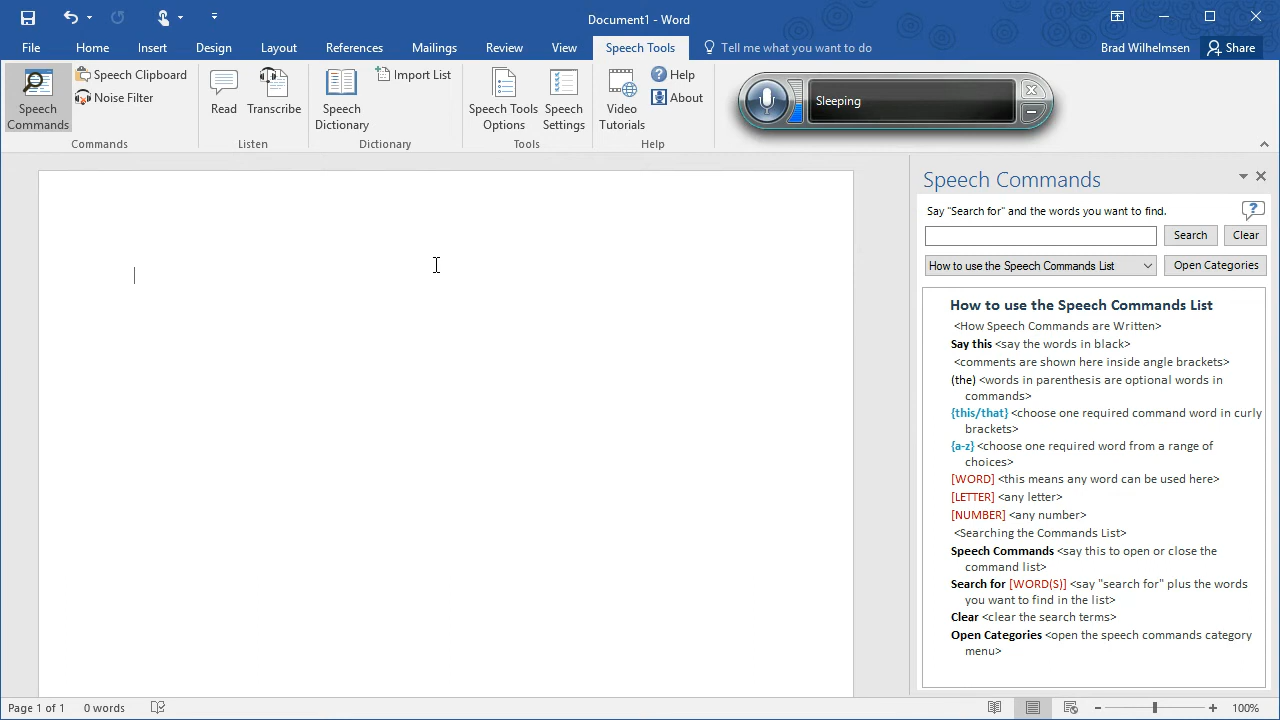 Document1 - Word
File Home Insert Design Layout References Mailings Review View Speech Tools Tell me what you want to do Brad Wilhelmsen Share
Speech Commands
Speech Clipboard
Noise Filter
Commands
Read
Transcribe
Listen
Speech Dictionary
Import List
Dictionary
Speech Tools Options
Speech Settings
Tools
Video Tutorials
Help
About
Help
Sleeping
Speech Commands
Say "Search for" and the words you want to find.
Search Clear
How to use the Speech Commands List Open Categories
How to use the Speech Commands List
<How Speech Commands are Written>
Say this <say the words in black>
<comments are shown here inside angle brackets>
(the) <words in parenthesis are optional words in
commands>
{this/that} <choose one required command word in curly
brackets>
{a-z} <choose one required word from a range of
choices>
[WORD] <this means any word can be used here>
[LETTER] <any letter>
[NUMBER] <any number>
<Searching the Commands List>
Speech Commands <say this to open or close the
command list>
Search for [WORD(S)] <say "search for" plus the words
you want to find in the list>
Clear <clear the search terms>
Open Categories <open the speech commands category
menu>
Page 1 of 1 0 words 100%